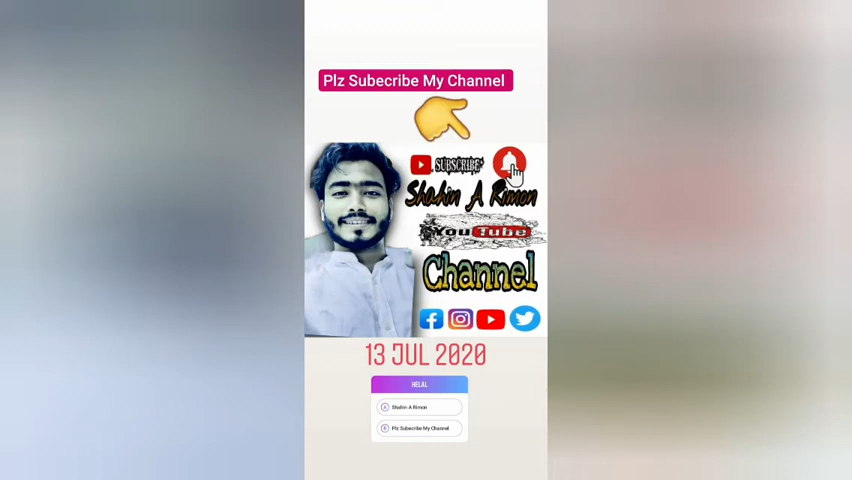 Plz Subecribe My Channel
SUBSCRIBE
Shahin A Rimon
YouTube
Channel
13 JUL 2020
HELAL
A Shahin A Rimon
B Plz Subecribe My Channel